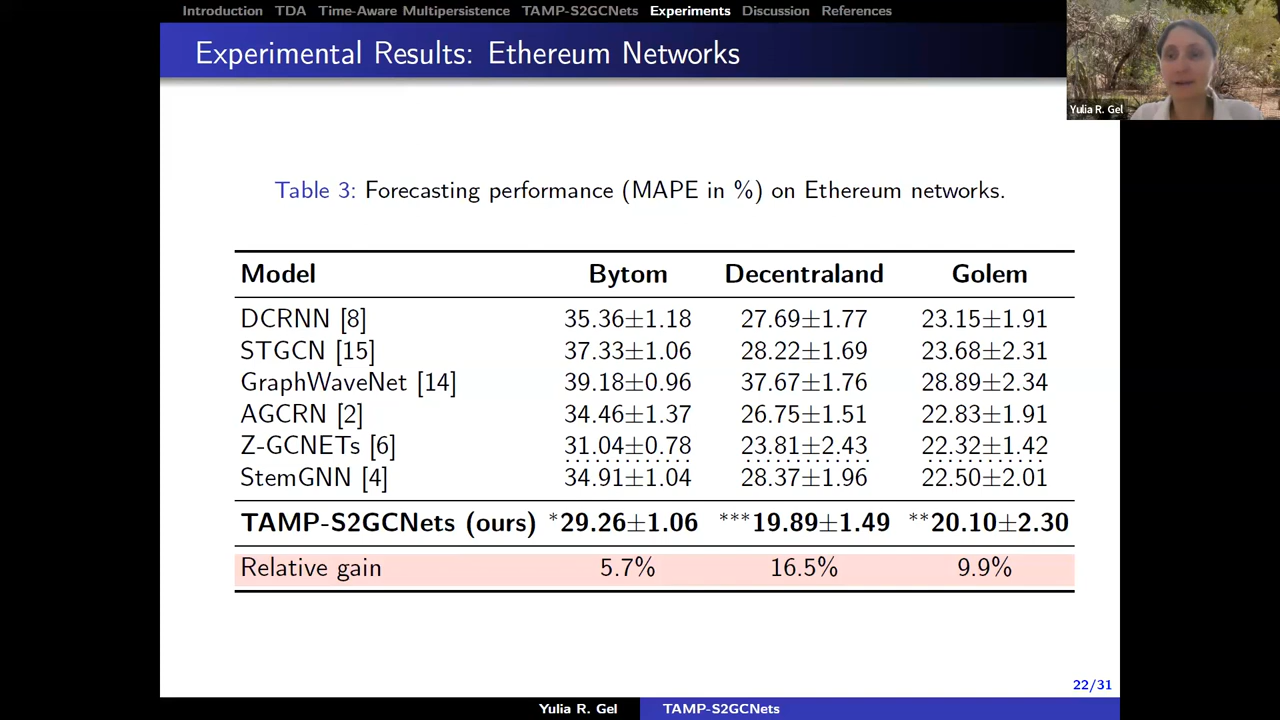 Introduction TDA Time-Aware Multipersistence TAMP-S2GCNets Experiments Discussion References
Experimental Results: Ethereum Networks
Yulia R. Gel
Table 3: Forecasting performance (MAPE in %) on Ethereum networks.
Model Bytom Decentraland Golem
DCRNN [8] 35.36±1.18 27.69±1.77 23.15±1.91
STGCN [15] 37.33±1.06 28.22±1.69 23.68±2.31
GraphWaveNet [14] 39.18±0.96 37.67±1.76 28.89±2.34
AGCRN [2] 34.46±1.37 26.75±1.51 22.83±1.91
Z-GCNETs [6] 31.04±0.78 23.81±2.43 22.32±1.42
StemGNN [4] 34.91±1.04 28.37±1.96 22.50±2.01
TAMP-S2GCNets (ours) *29.26±1.06 ***19.89±1.49 **20.10±2.30
Relative gain 5.7% 16.5% 9.9%
22/31
Yulia R. Gel TAMP-S2GCNets